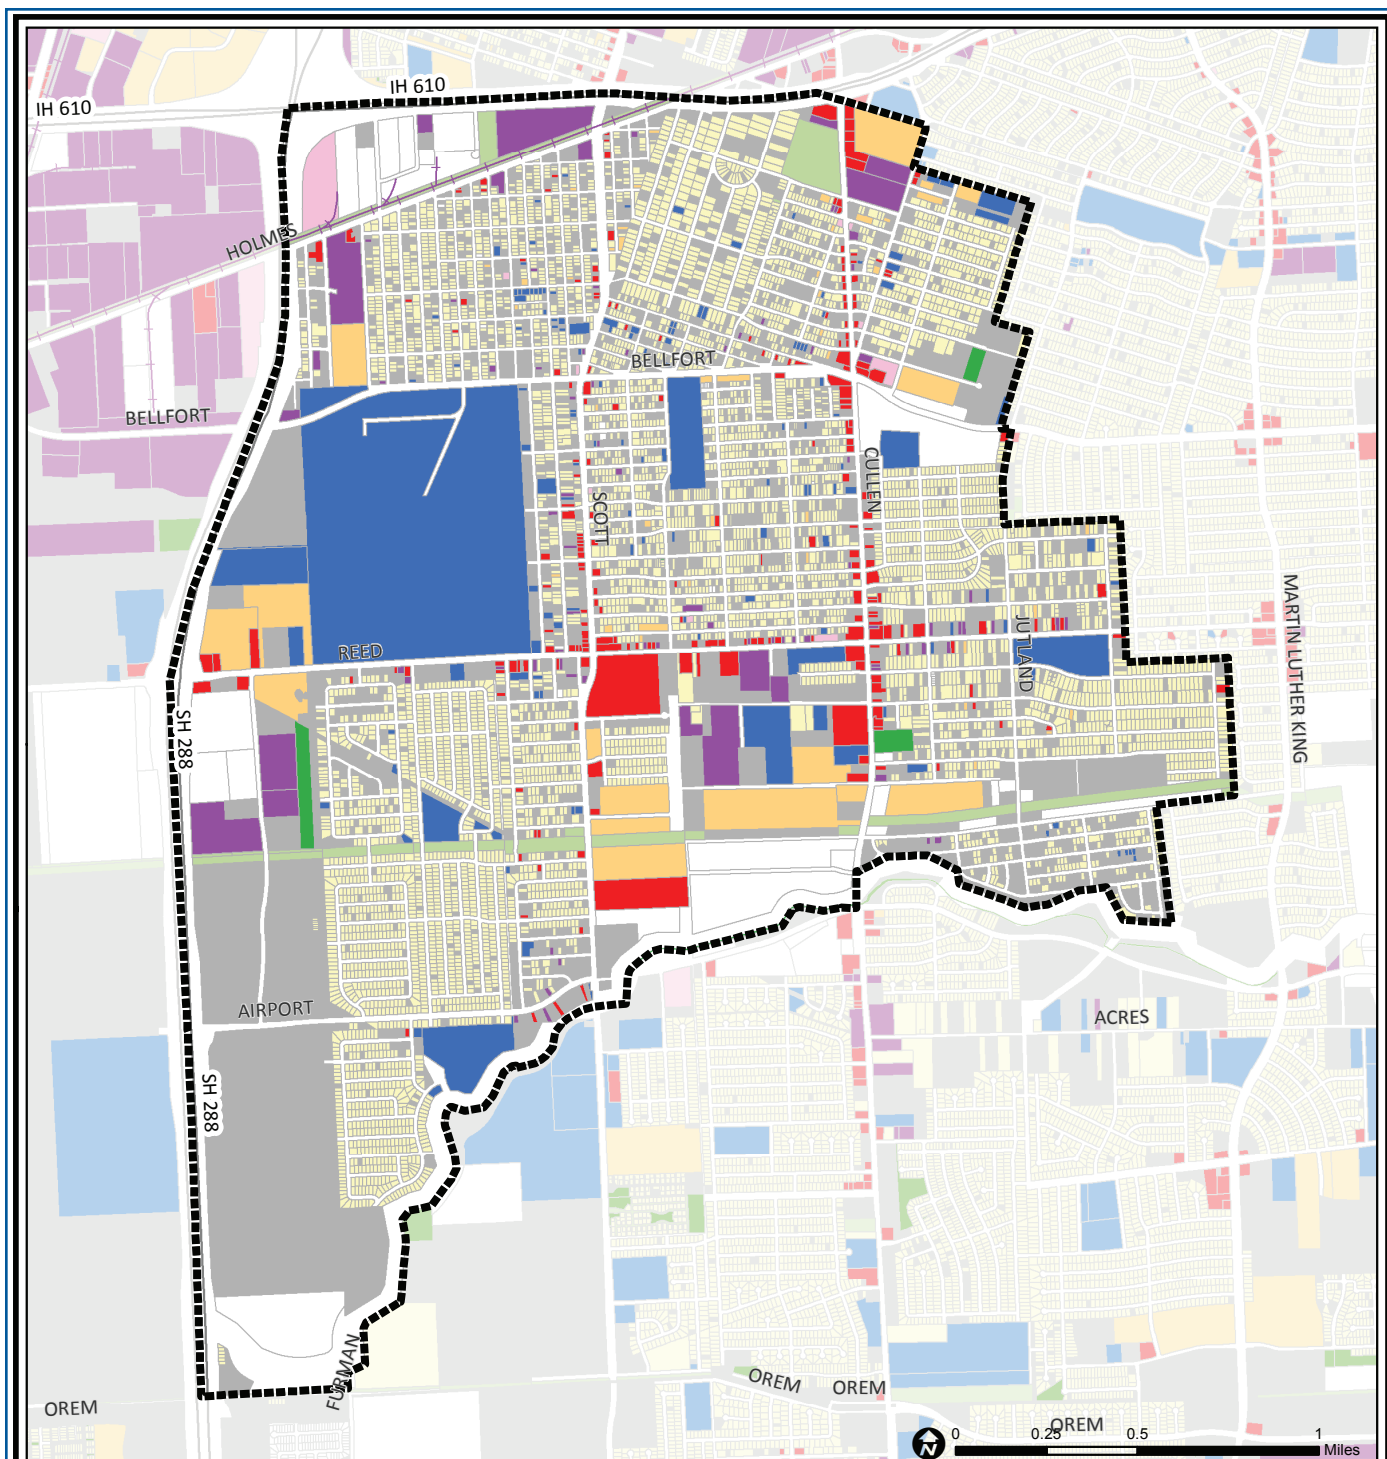 IH 610
IH 610
HOLMES
BELLFORT
BELLFORT
CULLEN
SCOTT
MARTIN LUTHER KING
JUTLAND
REED
SH 288
AIRPORT
ACRES
SH 288
FURMAN
OREM
OREM
OREM
OREM
N
0 0.25 0.5 1
Miles